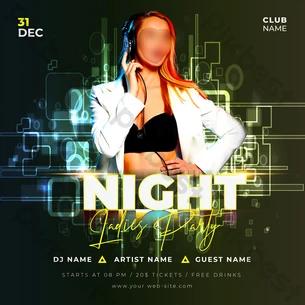 31
DEC
CLUB
NAME
NIGHT
Ladies Party
DJ NAME ▲ ARTIST NAME ▲ GUEST NAME
STARTS AT 08 PM / 20$ TICKETS / FREE DRINKS
www.your web-site.com